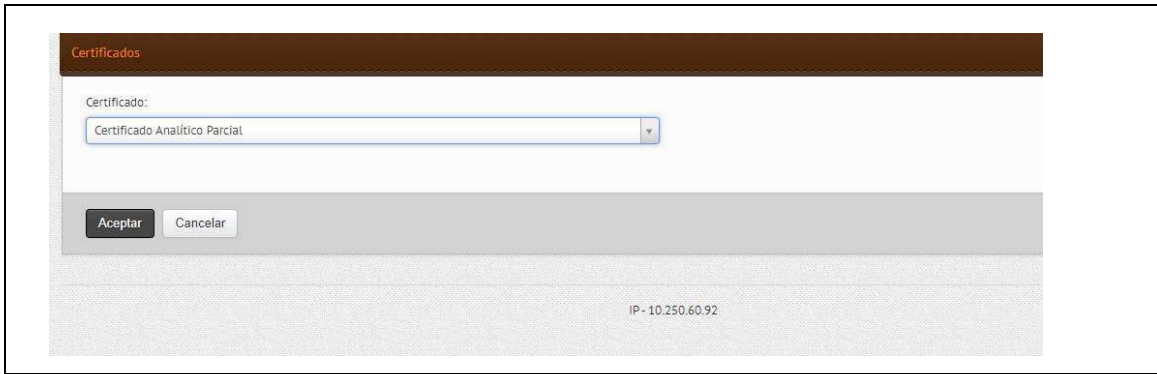 Certificados
Certificado:
Certificado Analítico Parcial
Aceptar Cancelar
IP - 10.250.60.92